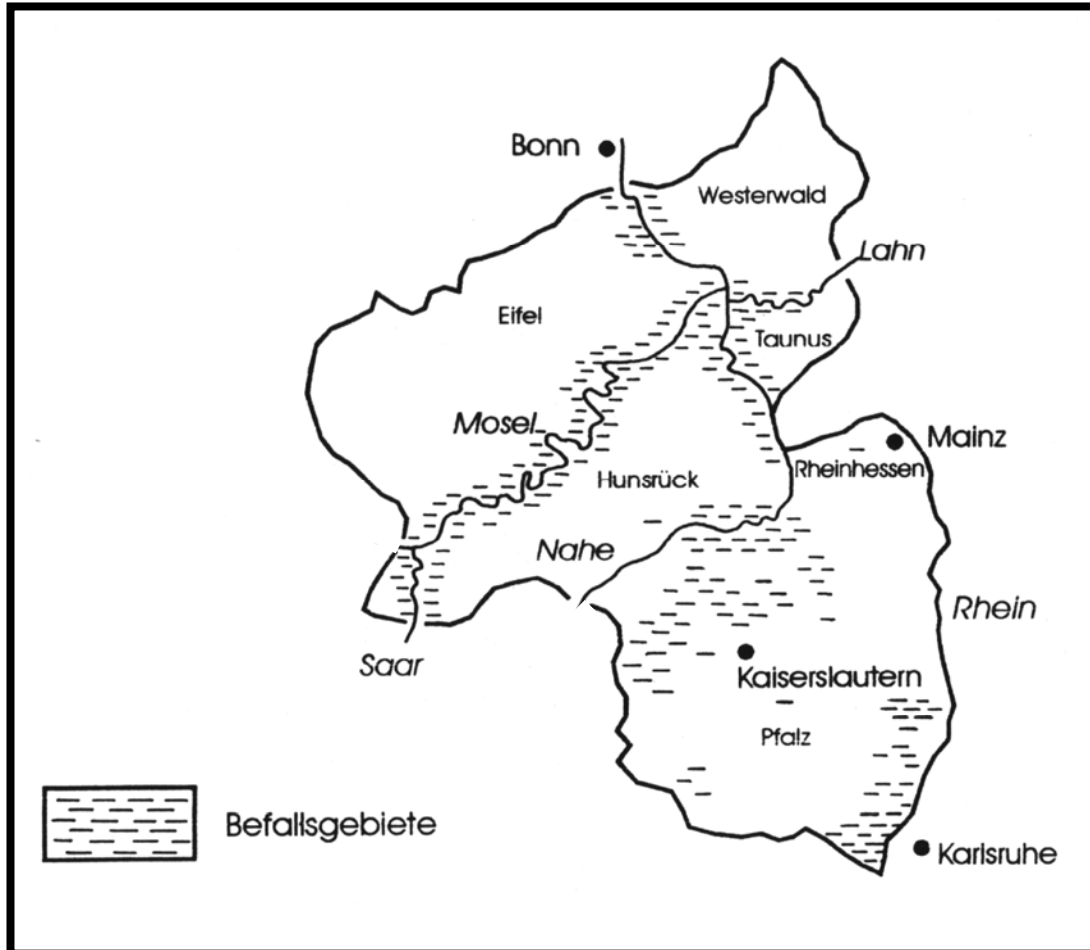 Bonn
Westerwald
Lahn
Eifel
Taunus
Mosel
Mainz
Hunsrück
Rheinhessen
Nahe
Rhein
Saar
Kaiserslautern
Pfalz
Befallsgebiete
Karlsruhe